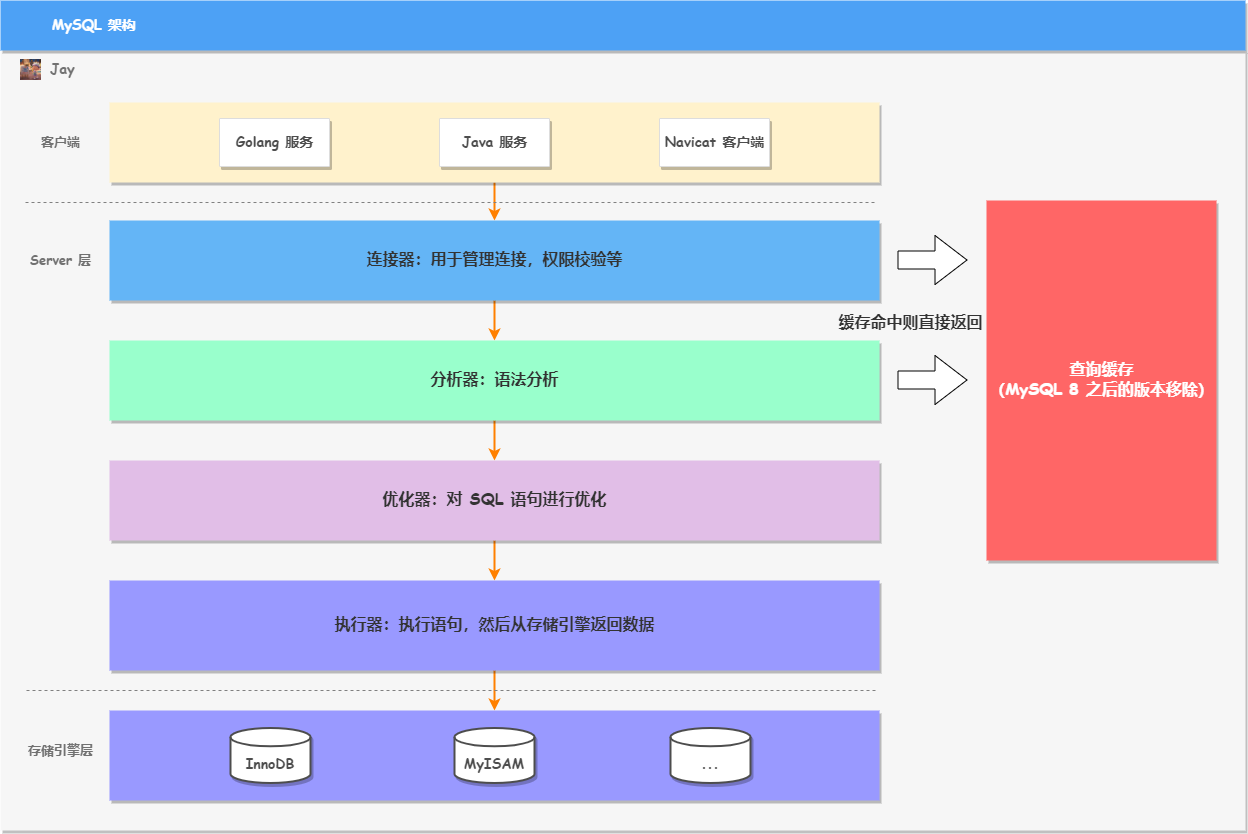 MySQL 架构
Jay
客户端
Golang 服务
Java 服务
Navicat 客户端
Server 层
连接器：用于管理连接，权限校验等
缓存命中则直接返回
分析器：语法分析
查询缓存
(MySQL 8 之后的版本移除)
优化器：对 SQL 语句进行优化
执行器：执行语句，然后从存储引擎返回数据
存储引擎层
InnoDB
MyISAM
...